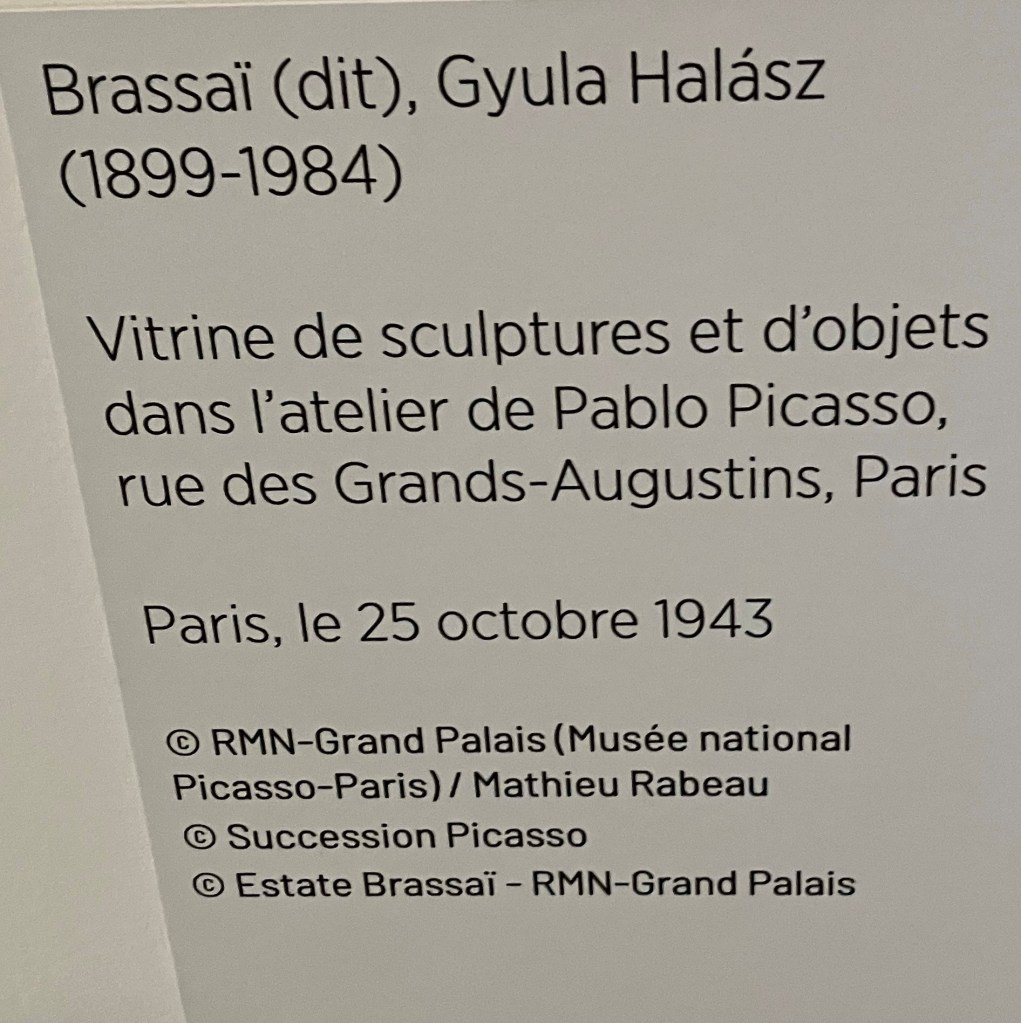 Brassaï (dit), Gyula Halász
(1899-1984)
Vitrine de sculptures et d’objets
dans l’atelier de Pablo Picasso,
rue des Grands-Augustins, Paris
Paris, le 25 octobre 1943
© RMN-Grand Palais (Musée national
Picasso-Paris) / Mathieu Rabeau
© Succession Picasso
© Estate Brassaï - RMN-Grand Palais